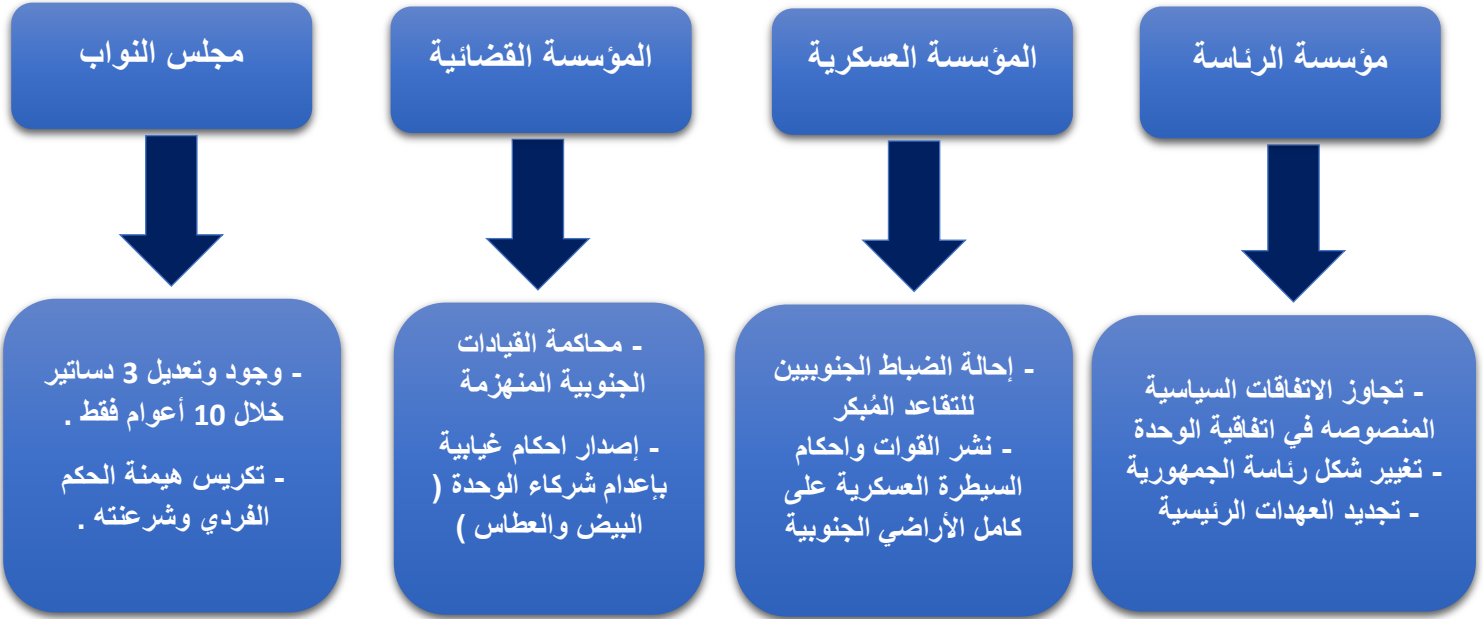 مؤسسة الرئاسة
المؤسسة العسكرية
المؤسسة القضائية
مجلس النواب
- تجاوز الاتفاقات السياسية
المنصوصه في اتفاقية الوحدة
- تغيير شكل رئاسة الجمهورية
- تجديد العهدات الرئيسية
- إحالة الضباط الجنوبيين
للتقاعد المُبكر
- نشر القوات واحكام
السيطرة العسكرية على
كامل الأراضي الجنوبية
- محاكمة القيادات
الجنوبية المنهزمة
- إصدار احكام غيابية
بإعدام شركاء الوحدة (
البيض والعطاس )
- وجود وتعديل 3 دساتير
خلال 10 أعوام فقط .
- تكريس هيمنة الحكم
الفردي وشرعنته .